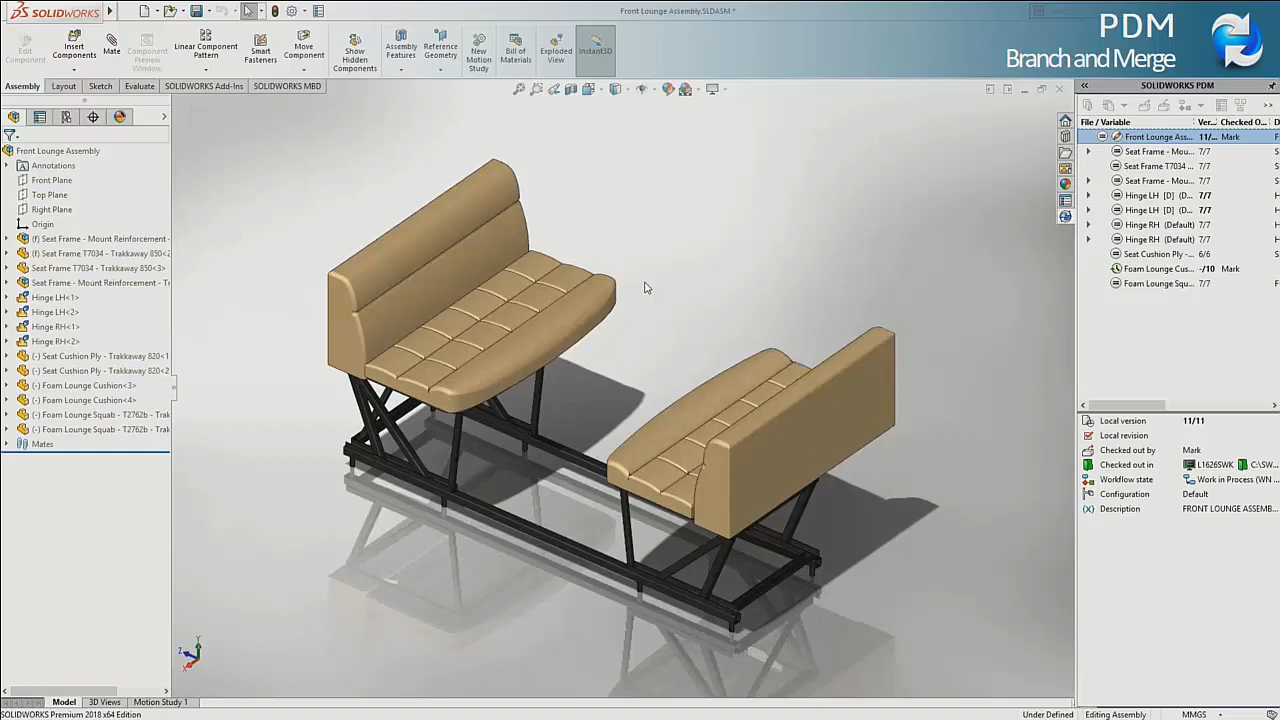 SOLIDWORKS
Front Lounge Assembly.SLDASM *
PDM
Branch and Merge
Edit Component
Insert Components
Mate
Component Preview Window
Linear Component Pattern
Smart Fasteners
Move Component
Show Hidden Components
Assembly Features
Reference Geometry
New Motion Study
Bill of Materials
Exploded View
Instant3D
Assembly Layout Sketch Evaluate SOLIDWORKS Add-Ins SOLIDWORKS MBD
Front Lounge Assembly
Annotations
Front Plane
Top Plane
Right Plane
Origin
(f) Seat Frame - Mount Reinforcement -
(f) Seat Frame T7034 - Trakkaway 850<2
Seat Frame T7034 - Trakkaway 850<3>
Seat Frame - Mount Reinforcement - T
Hinge LH<1>
Hinge LH<2>
Hinge RH<1>
Hinge RH<2>
(-) Seat Cushion Ply - Trakkaway 820<1
(-) Seat Cushion Ply - Trakkaway 820<2
(-) Foam Lounge Cushion<3>
(-) Foam Lounge Cushion<4>
(-) Foam Lounge Squab - T2762b - Trak
(-) Foam Lounge Squab - T2762b - Trak
Mates
Y
Z
X
SOLIDWORKS PDM
File / Variable Ver... Checked O... D
Front Lounge Ass... 11/... Mark F
Seat Frame - Mou... 7/7 S
Seat Frame T7034 ... 7/7
Seat Frame - Mou... 7/7 S
Hinge LH [D] (D... 7/7
Hinge LH [D] (D... 7/7
Hinge RH (Default) 7/7
Hinge RH (Default) 7/7
Seat Cushion Ply -... 6/6 S
Foam Lounge Cus... -/10 Mark F
Foam Lounge Squ... 7/7 F
Local version 11/11
Local revision
Checked out by Mark
Checked out in L1626SWK C:\SW...
Workflow state Work in Process (WN ...
Configuration Default
Description FRONT LOUNGE ASSEMB...
Model 3D Views Motion Study 1
SOLIDWORKS Premium 2018 x64 Edition Under Defined Editing Assembly MMGS